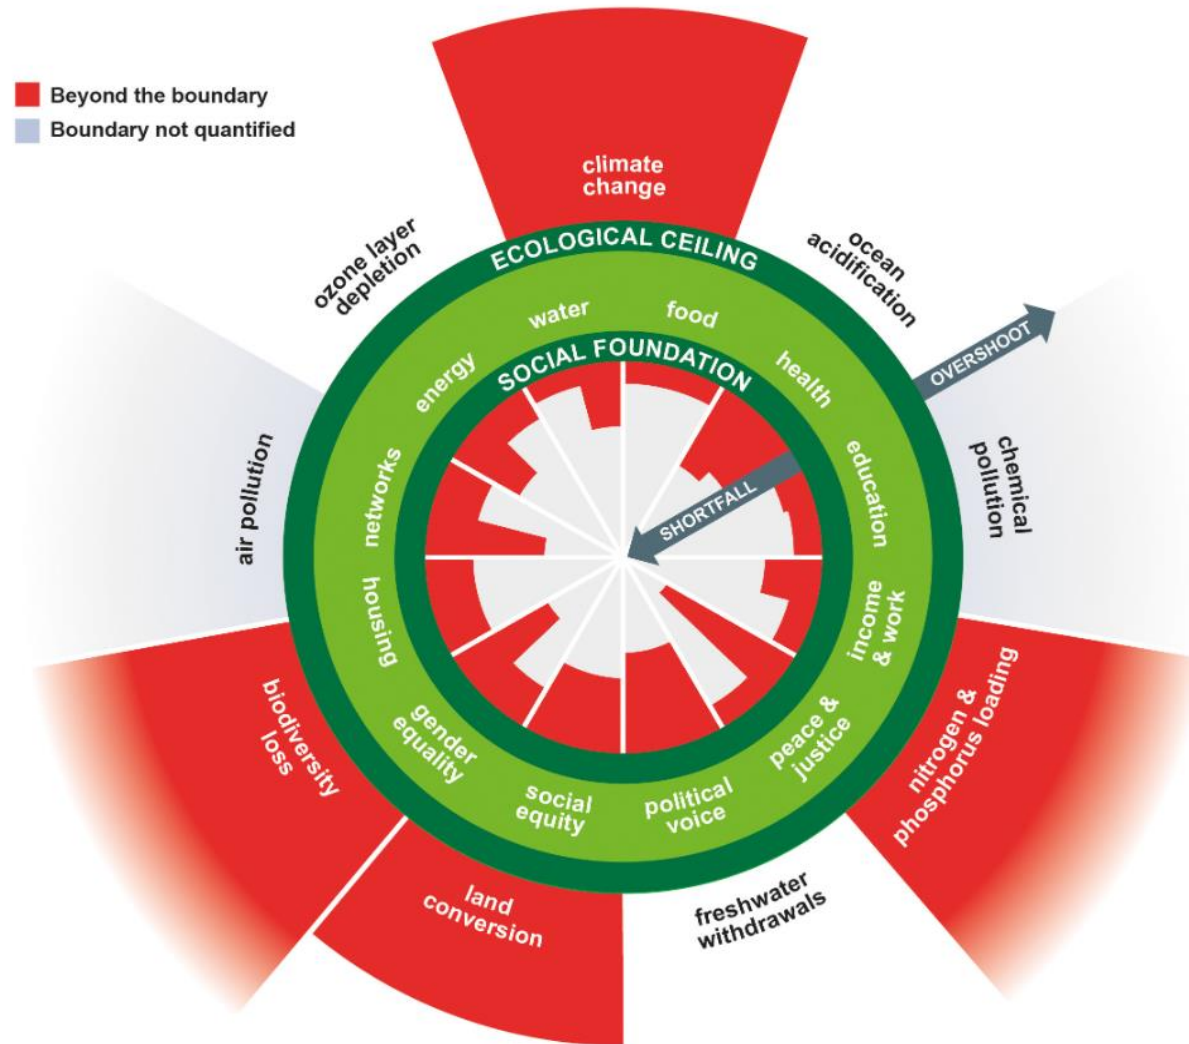 Beyond the boundary
Boundary not quantified
climate
change
ozone layer
depletion
ocean
acidification
ECOLOGICAL CEILING
OVERSHOOT
water
food
SOCIAL FOUNDATION
energy
health
networks
education
SHORTFALL
air pollution
chemical
pollution
housing
income
& work
biodiversity
loss
gender
equality
peace &
justice
nitrogen &
phosphorus loading
social
equity
political
voice
land
conversion
freshwater
withdrawals